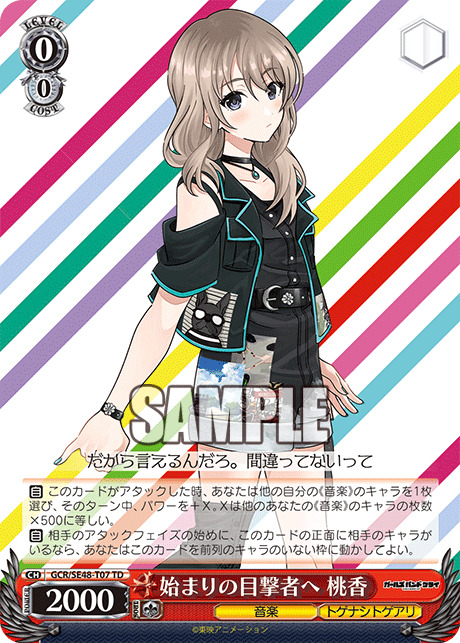 LEVEL
0
0
COST
SAMPLE
だから言えるんだろ。間違ってないって
自 このカードがアタックした時、あなたは他の自分の《音楽》のキャラを1枚
選び、そのターン中、パワーを+X。Xは他のあなたの《音楽》のキャラの枚数
×500に等しい。
自 相手のアタックフェイズの始めに、このカードの正面に相手のキャラが
いるなら、あなたはこのカードを前列のキャラのいない枠に動かしてよい。
CH GCR/SE48-T07 TD
POWER
2000
SOUL
始まりの目撃者へ 桃香
ガールズバンドクライ
音楽
トゲナシトゲアリ
©東映アニメーション